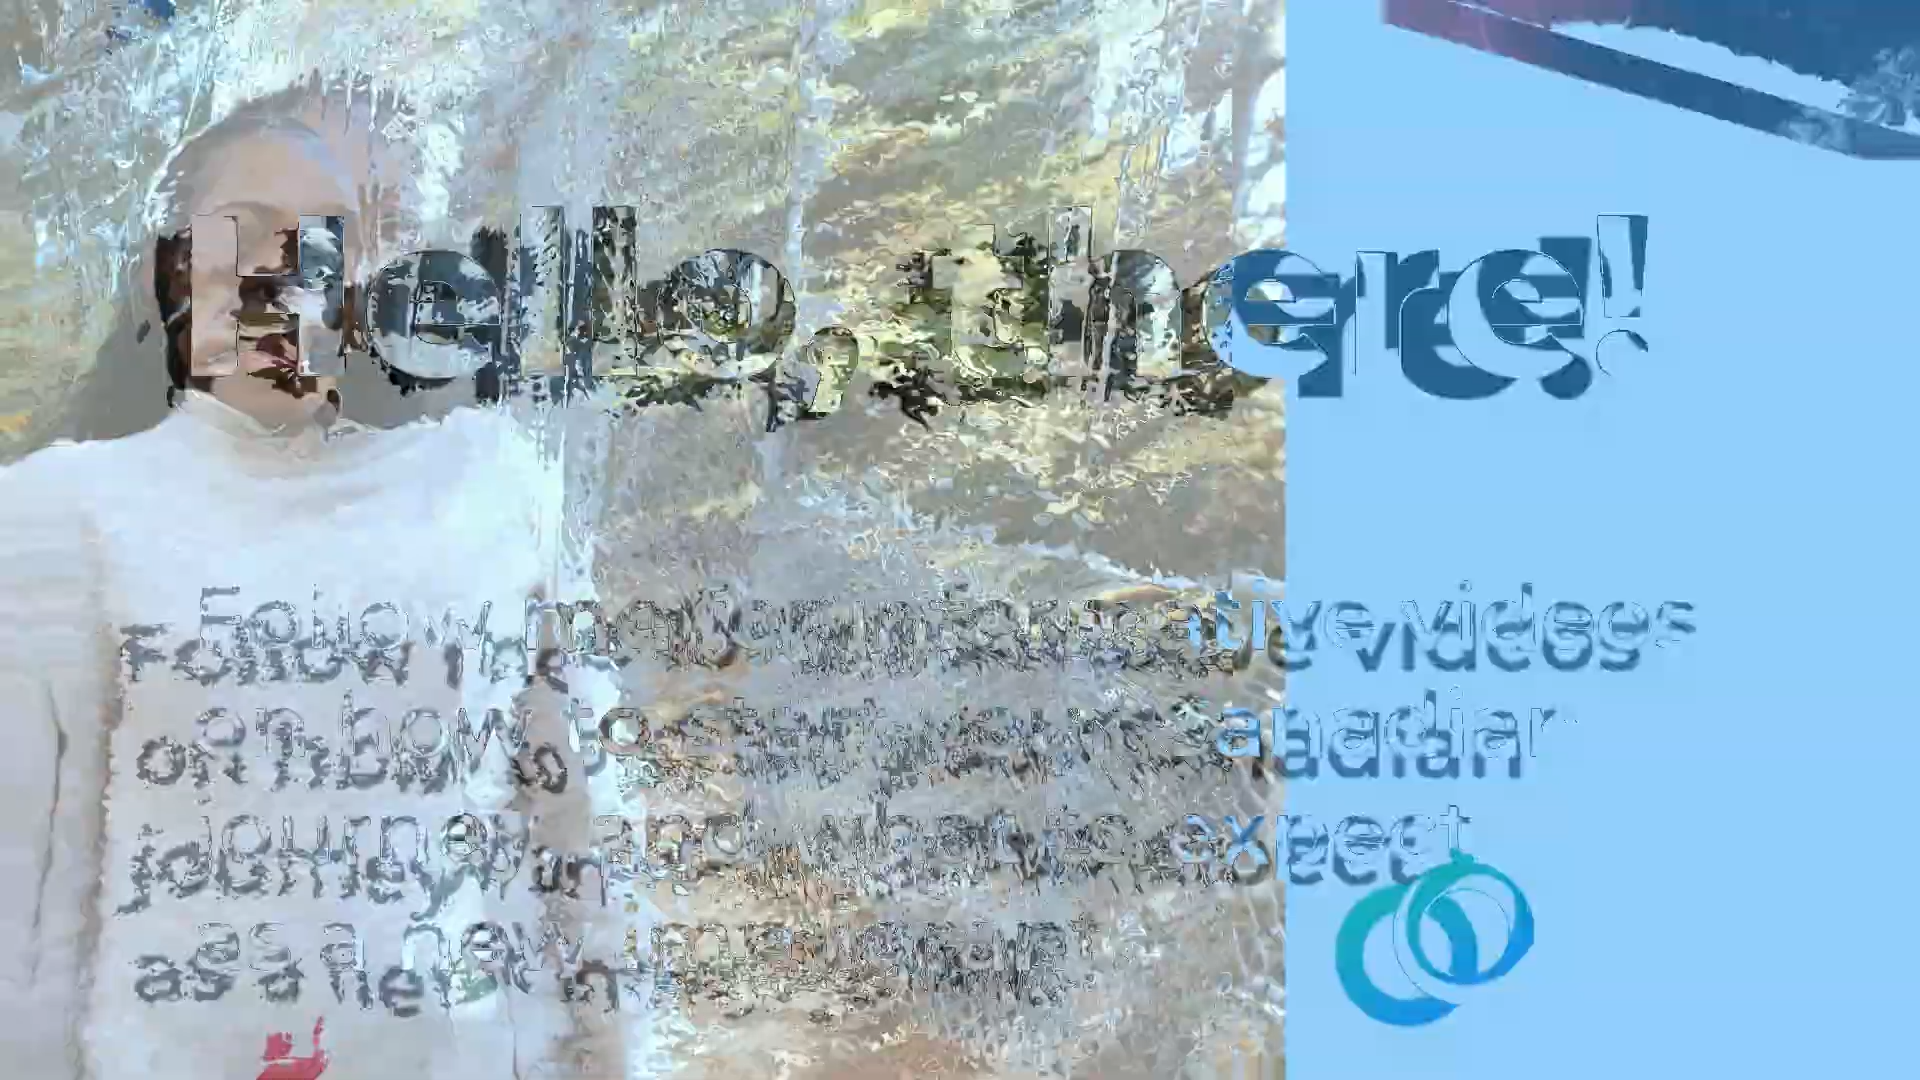 Hello, there!
Follow me for informative videos
on how to start your Canadian
journey and what to expect
as a new immigrant